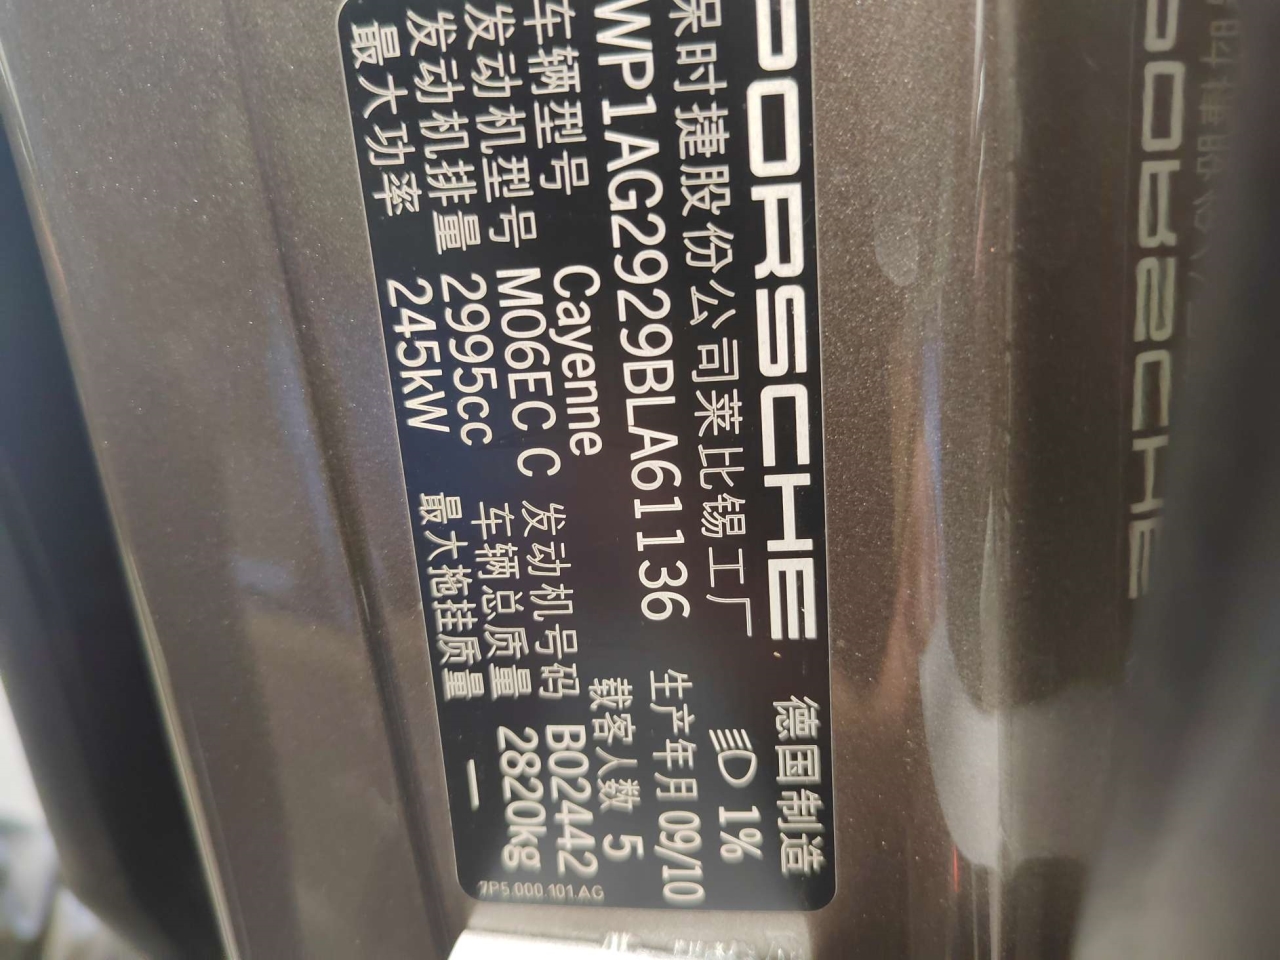 PORSCHE 德国制造
保时捷股份公司莱比锡工厂 1%
WP1AG2929BLA61136 生产年月 09/10
车辆型号 Cayenne 载客人数 5
发动机型号 M06EC C 发动机号码 B02442
发动机排量 2995cc 车辆总质量 2820kg
最大功率 245kW 最大拖挂质量 —
7P5.000.101.AG
PORSCHE